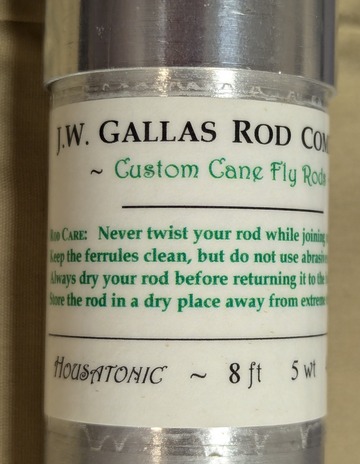 J.W. GALLAS ROD COM
~ Custom Cane Fly Rods
ROD CARE: Never twist your rod while joining
Keep the ferrules clean, but do not use abrasive
Always dry your rod before returning it to the
Store the rod in a dry place away from extreme
HOUSATONIC ~ 8 ft 5 wt